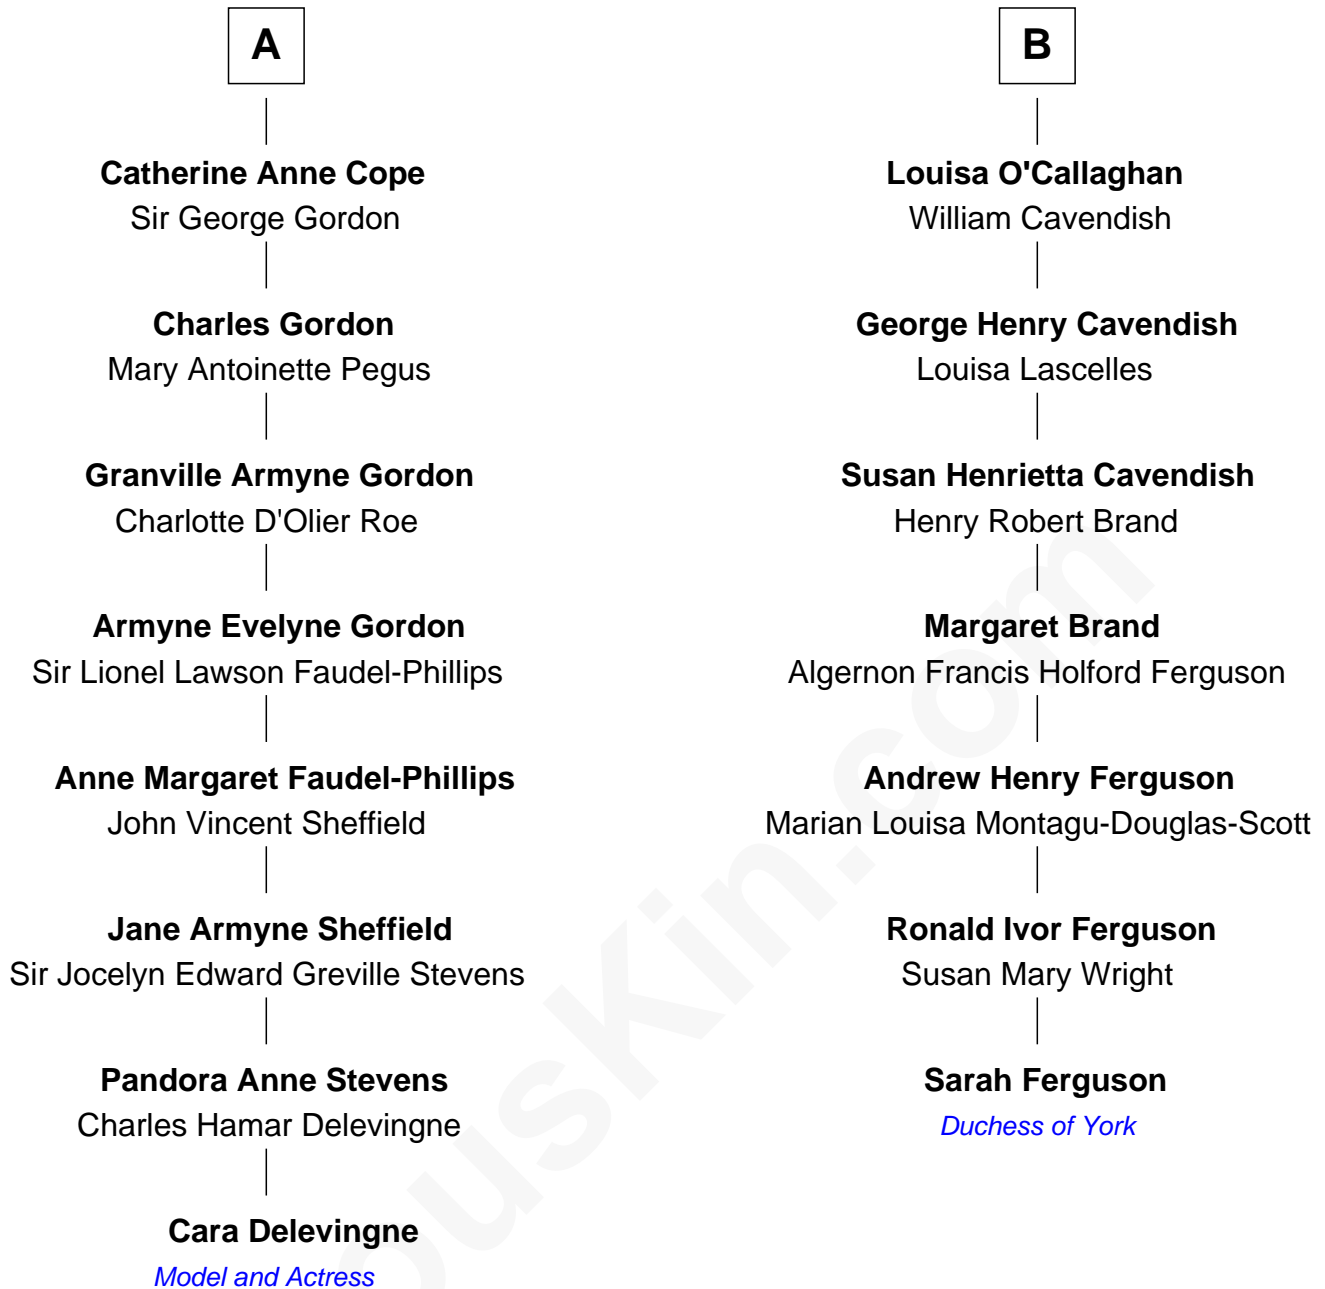 A
Catherine Anne Cope
Sir George Gordon
Charles Gordon
Mary Antoinette Pegus
Granville Armyne Gordon
Charlotte D'Olier Roe
Armyne Evelyne Gordon
Sir Lionel Lawson Faudel-Phillips
Anne Margaret Faudel-Phillips
John Vincent Sheffield
Jane Armyne Sheffield
Sir Jocelyn Edward Greville Stevens
Pandora Anne Stevens
Charles Hamar Delevingne
Cara Delevingne
Model and Actress
B
Louisa O'Callaghan
William Cavendish
George Henry Cavendish
Louisa Lascelles
Susan Henrietta Cavendish
Henry Robert Brand
Margaret Brand
Algernon Francis Holford Ferguson
Andrew Henry Ferguson
Marian Louisa Montagu-Douglas-Scott
Ronald Ivor Ferguson
Susan Mary Wright
Sarah Ferguson
Duchess of York